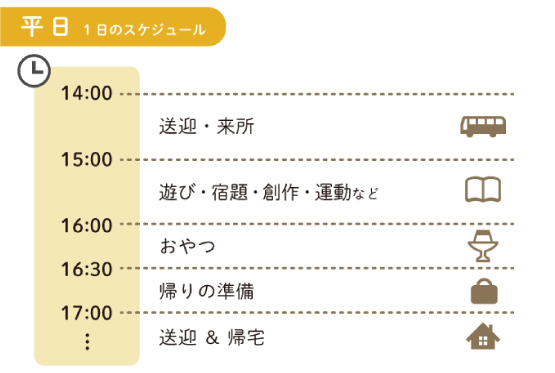 平日 1日のスケジュール
14:00
送迎・来所
15:00
遊び・宿題・創作・運動など
16:00
おやつ
16:30
帰りの準備
17:00
送迎 & 帰宅
⋮